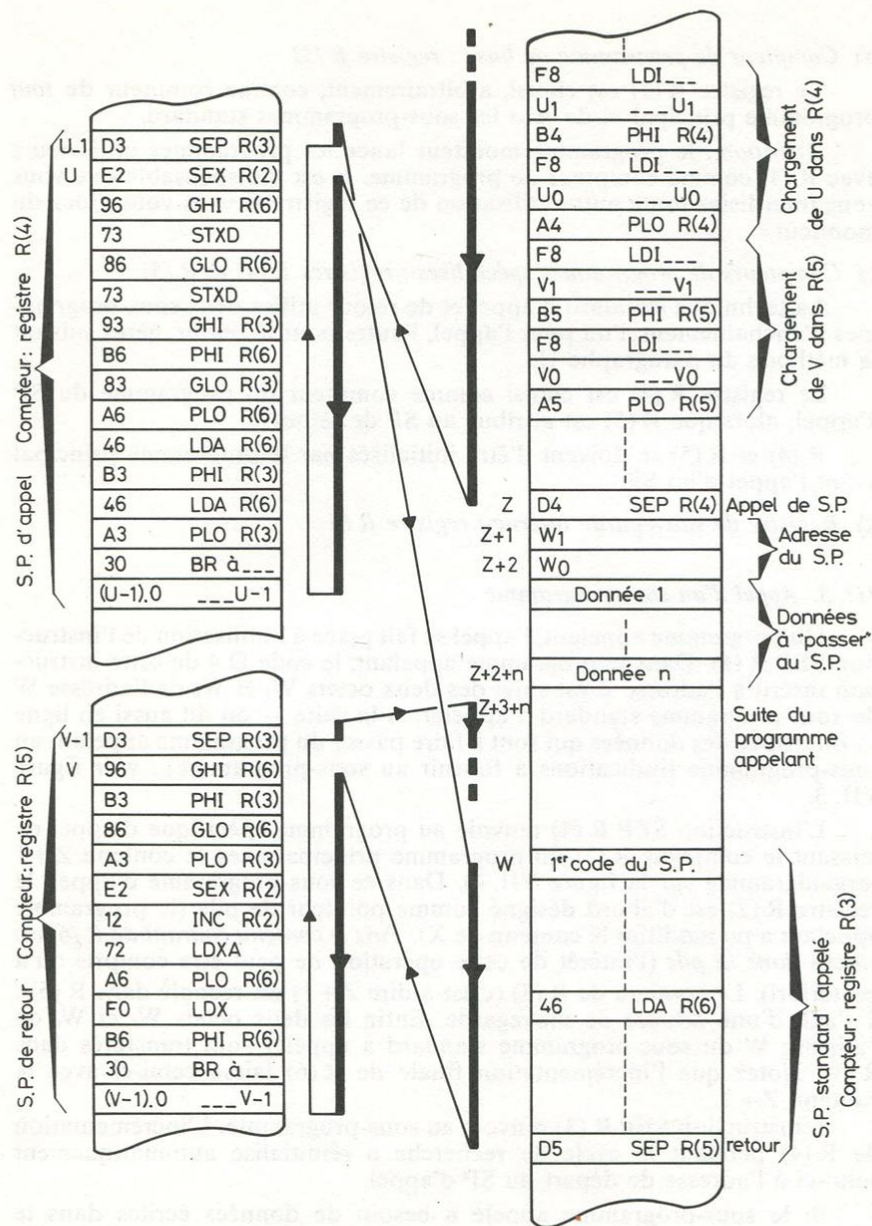 S.P. d'appel Compteur: registre R(4)
U-1 D3 SEP R(3)
U E2 SEX R(2)
96 GHI R(6)
73 STXD
86 GLO R(6)
73 STXD
93 GHI R(3)
B6 PHI R(6)
83 GLO R(3)
A6 PLO R(6)
46 LDA R(6)
B3 PHI R(3)
46 LDA R(6)
A3 PLO R(3)
30 BR à___
(U-1).0 ___U-1
S.P. de retour Compteur: registre R(5)
V-1 D3 SEP R(3)
V 96 GHI R(6)
B3 PHI R(3)
86 GLO R(6)
A3 PLO R(3)
E2 SEX R(2)
12 INC R(2)
72 LDXA
A6 PLO R(6)
F0 LDX
B6 PHI R(6)
30 BR à___
(V-1).0 ___V-1
F8 LDI___
U1 ___U1
B4 PHI R(4)
F8 LDI___
U0 ___U0
A4 PLO R(4)
Chargement
de U dans R(4)
F8 LDI___
V1 ___V1
B5 PHI R(5)
F8 LDI___
V0 ___V0
A5 PLO R(5)
Chargement
de V dans R(5)
Z D4 SEP R(4) Appel de S.P.
Z+1 W1
Z+2 W0
Adresse
du S.P.
Donnée 1
Z+2+n Donnée n
Données
à "passer"
au S.P.
Z+3+n
Suite du
programme
appelant
W 1er code du S.P.
46 LDA R(6)
D5 SEP R(5) retour
S.P. standard appelé
Compteur: registre R(3)